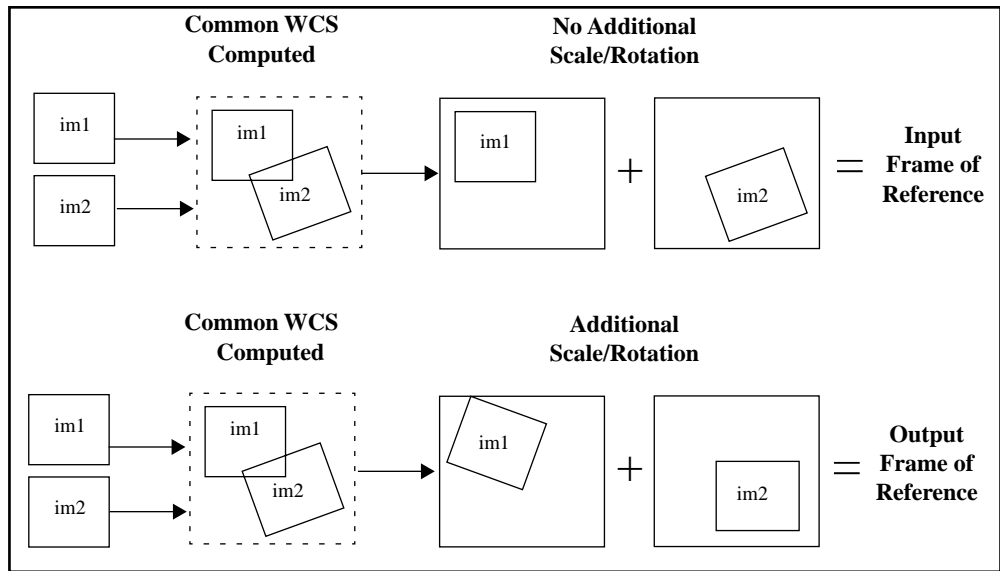 Common WCS
Computed
No Additional
Scale/Rotation
im1
im2
im1
im2
im1
+
im2
=
Input
Frame of
Reference
Common WCS
Computed
Additional
Scale/Rotation
im1
im2
im1
im2
im1
+
im2
=
Output
Frame of
Reference